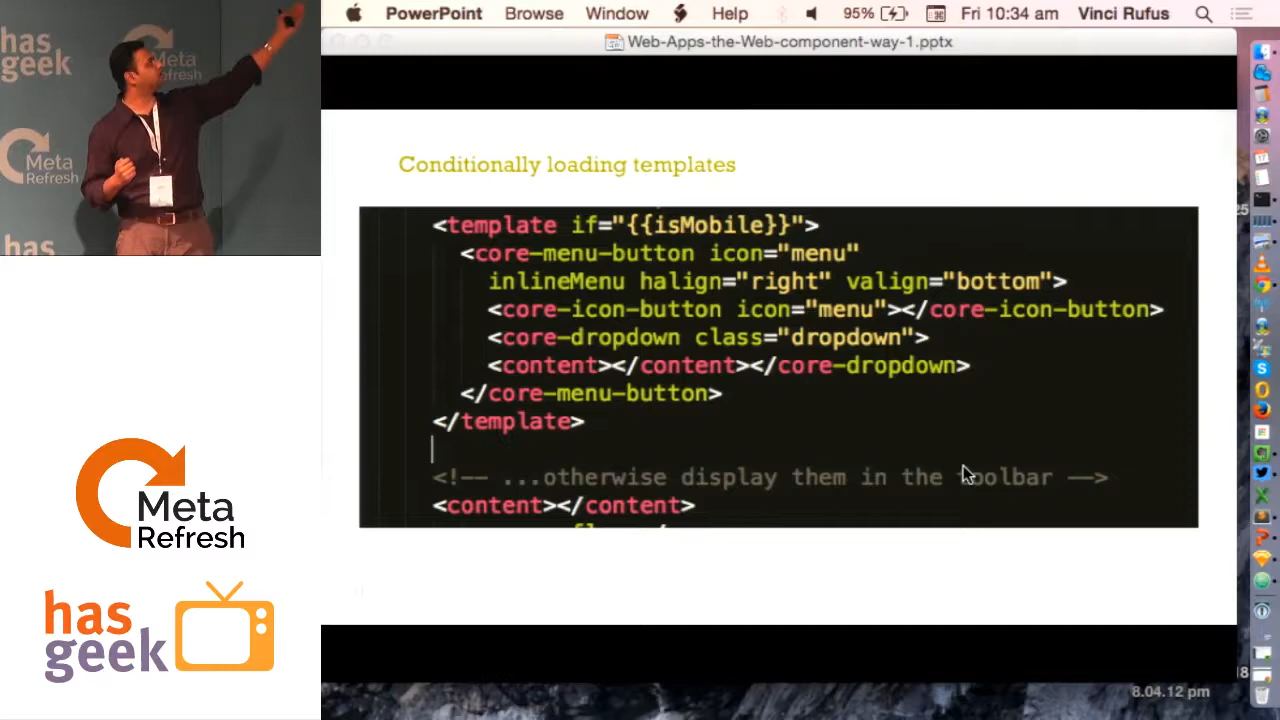 PowerPoint Browse Window Help 95% Fri 10:34 am Vinci Rufus
Web-Apps-the-Web-component-way-1.pptx
has
geek
Meta
Refresh
Meta
Refresh
has
Conditionally loading templates
<template if="{{isMobile}}">
<core-menu-button icon="menu"
inlineMenu halign="right" valign="bottom">
<core-icon-button icon="menu"></core-icon-button>
<core-dropdown class="dropdown">
<content></content></core-dropdown>
</core-menu-button>
</template>
<!-- ...otherwise display them in the toolbar -->
<content></content>
Meta
Refresh
has
geek
8.04.12 pm